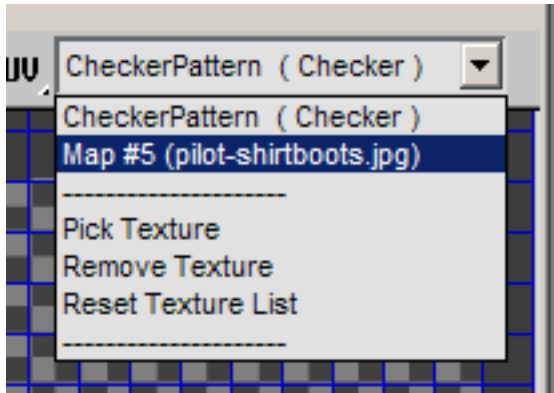 UV CheckerPattern ( Checker )
CheckerPattern ( Checker )
Map #5 (pilot-shirtboots.jpg)
---------------------
Pick Texture
Remove Texture
Reset Texture List
---------------------